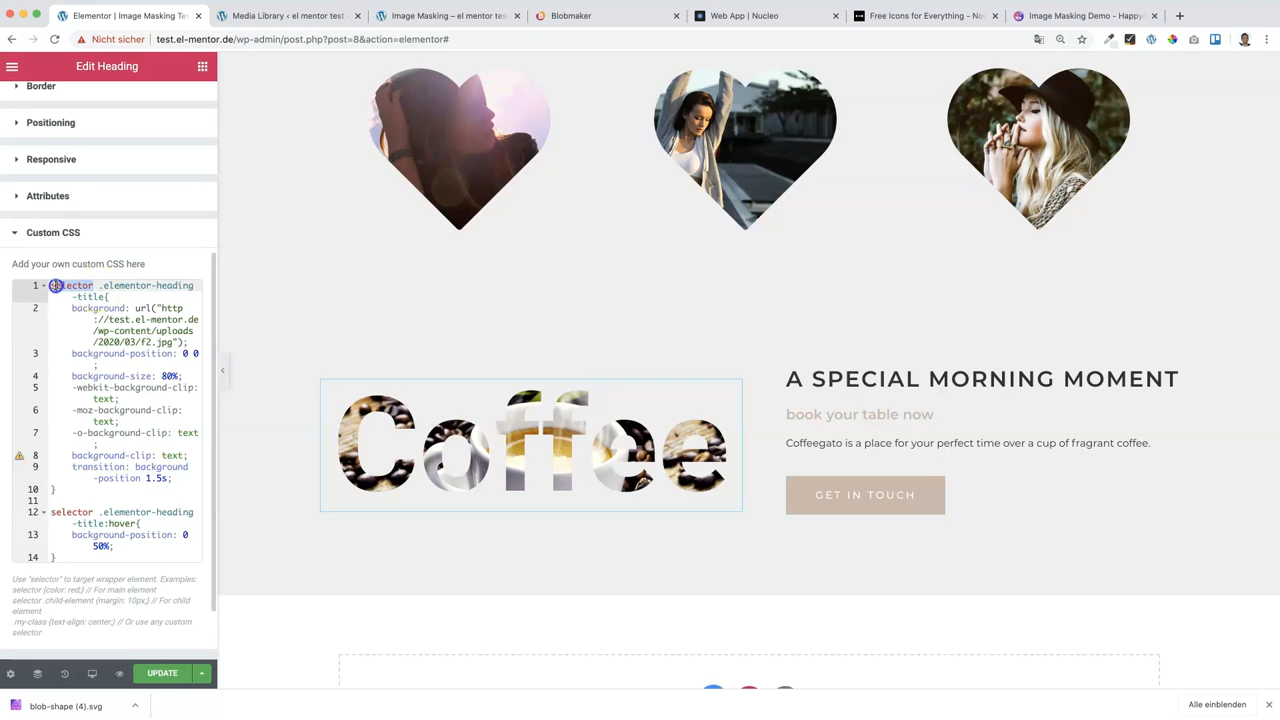 Elementor | Image Masking Tes
Media Library ‹ el mentor test -
Image Masking – el mentor test
Blobmaker
Web App | Nucleo
Free Icons for Everything - Nou
Image Masking Demo - HappyA
Nicht sicher
test.el-mentor.de/wp-admin/post.php?post=8&action=elementor#
Edit Heading
Border
Positioning
Responsive
Attributes
Custom CSS
Add your own custom CSS here
1 selector .elementor-heading
-title{
2 background: url("http
://test.el-mentor.de
/wp-content/uploads
/2020/03/f2.jpg");
3 background-position: 0 0
;
4 background-size: 80%;
5 -webkit-background-clip:
text;
6 -moz-background-clip:
text;
7 -o-background-clip: text
;
8 background-clip: text;
9 transition: background
-position 1.5s;
10 }
11
12 selector .elementor-heading
-title:hover{
13 background-position: 0
50%;
14 }
Use "selector" to target wrapper element. Examples:
selector {color: red;} // For main element
selector .child-element {margin: 10px;} // For child
element
.my-class {text-align: center;} // Or use any custom
selector
UPDATE
Coffee
A SPECIAL MORNING MOMENT
book your table now
Coffeegato is a place for your perfect time over a cup of fragrant coffee.
GET IN TOUCH
blob-shape (4).svg
Alle einblenden